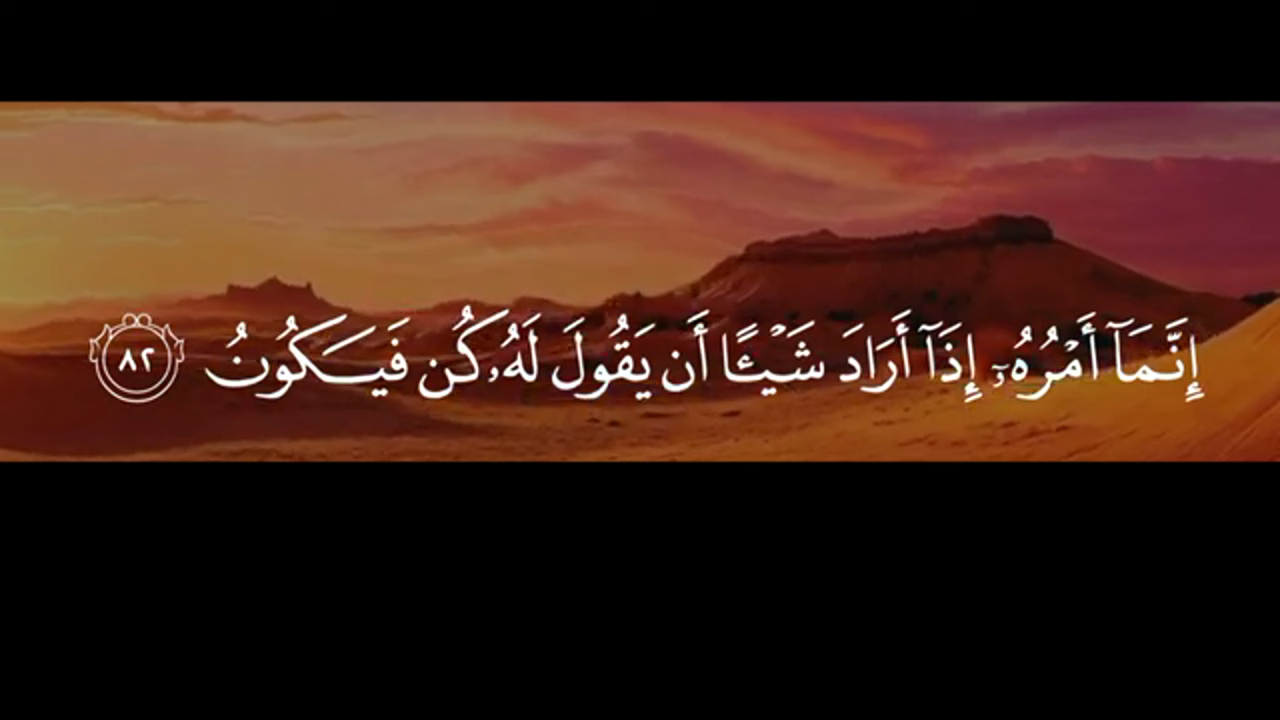 إِنَّمَآ أَمْرُهُۥٓ إِذَآ أَرَادَ شَيْـًٔا أَن يَقُولَ لَهُۥ كُن فَيَكُونُ ٨٢